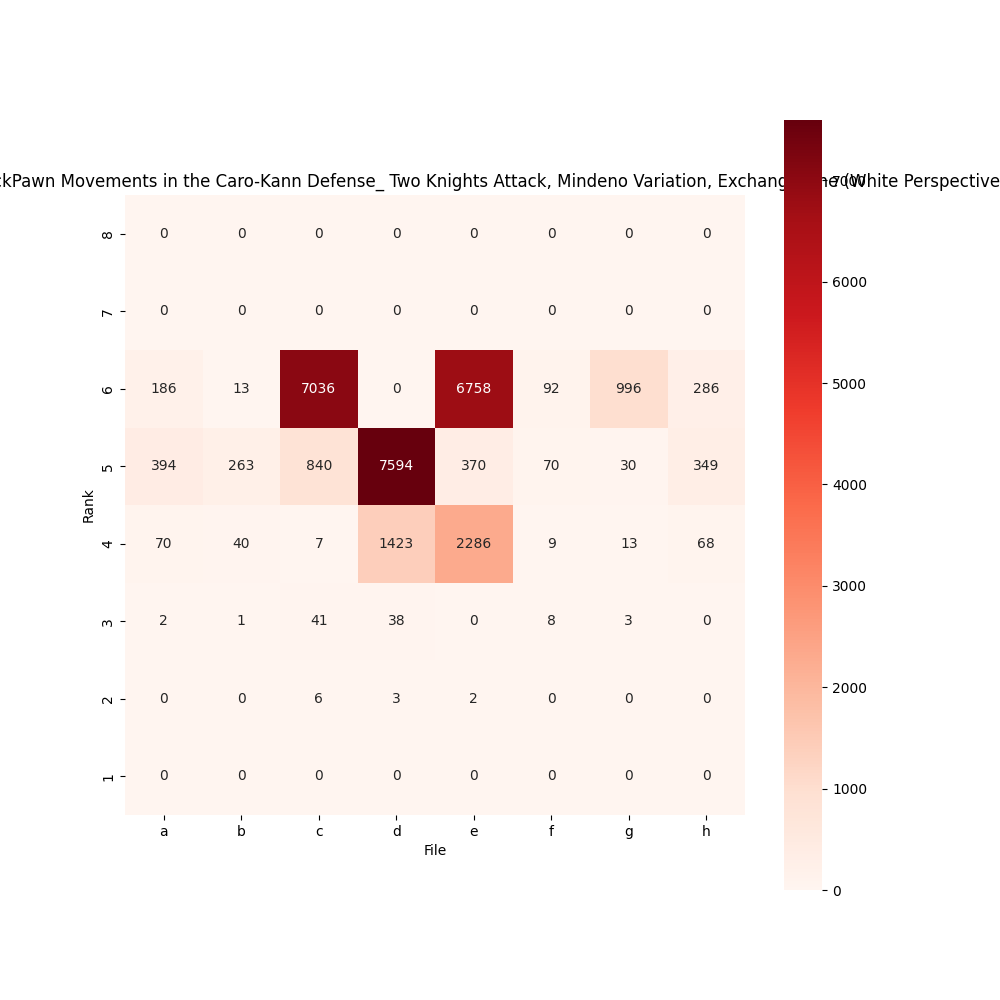 Pawn Movements in the Caro-Kann Defense_ Two Knights Attack, Mindeno Variation, (White Perspective
8 0 0 0 0 0 0 0 0
7 0 0 0 0 0 0 0 0
6 186 13 7036 0 6758 92 996 286
5 394 263 840 7594 370 70 30 349
4 70 40 7 1423 2286 9 13 68
3 2 1 41 38 0 8 3 0
2 0 0 6 3 2 0 0 0
1 0 0 0 0 0 0 0 0
a b c d e f g h
File
Rank
7000
6000
5000
4000
3000
2000
1000
0